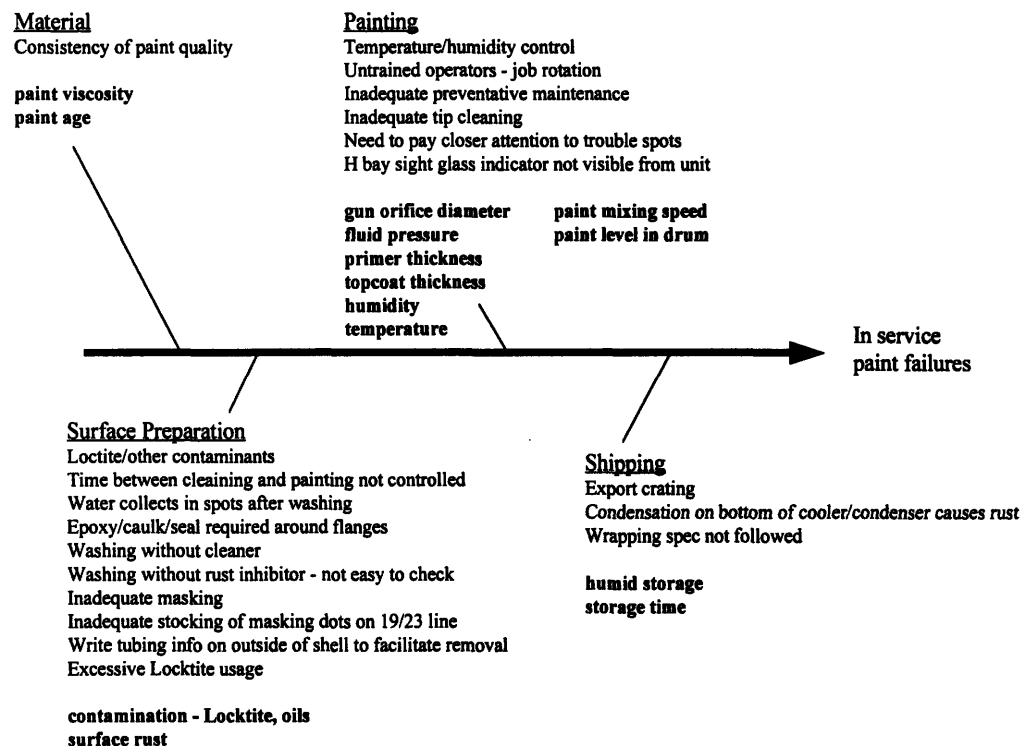 Material
Consistency of paint quality
paint viscosity
paint age
Painting
Temperature/humidity control
Untrained operators - job rotation
Inadequate preventative maintenance
Inadequate tip cleaning
Need to pay closer attention to trouble spots
H bay sight glass indicator not visible from unit
gun orifice diameter
fluid pressure
primer thickness
topcoat thickness
humidity
temperature
paint mixing speed
paint level in drum
In service
paint failures
Surface Preparation
Loctite/other contaminants
Time between cleaining and painting not controlled
Water collects in spots after washing
Epoxy/caulk/seal required around flanges
Washing without cleaner
Washing without rust inhibitor - not easy to check
Inadequate masking
Inadequate stocking of masking dots on 19/23 line
Write tubing info on outside of shell to facilitate removal
Excessive Locktite usage
contamination - Locktite, oils
surface rust
Shipping
Export crating
Condensation on bottom of cooler/condenser causes rust
Wrapping spec not followed
humid storage
storage time